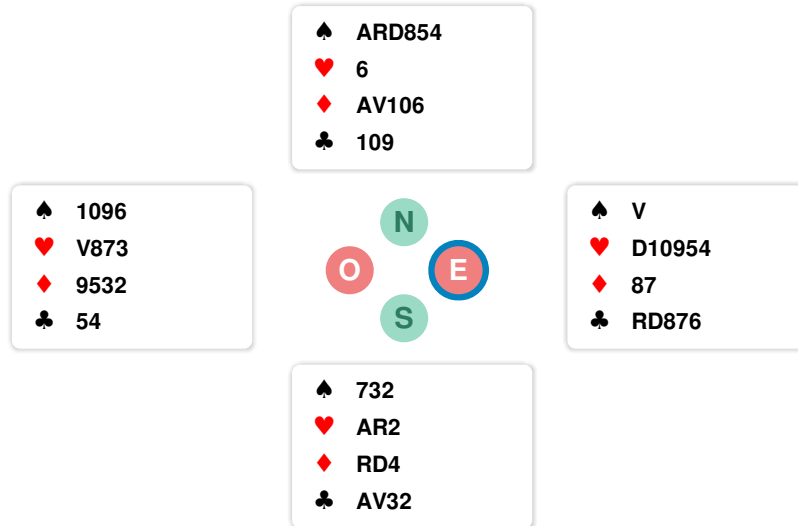 ♠ ARD854
♥ 6
♦ AV106
♣ 109
♠ 1096
♥ V873
♦ 9532
♣ 54
N
O E
S
♠ V
♥ D10954
♦ 87
♣ RD876
♠ 732
♥ AR2
♦ RD4
♣ AV32